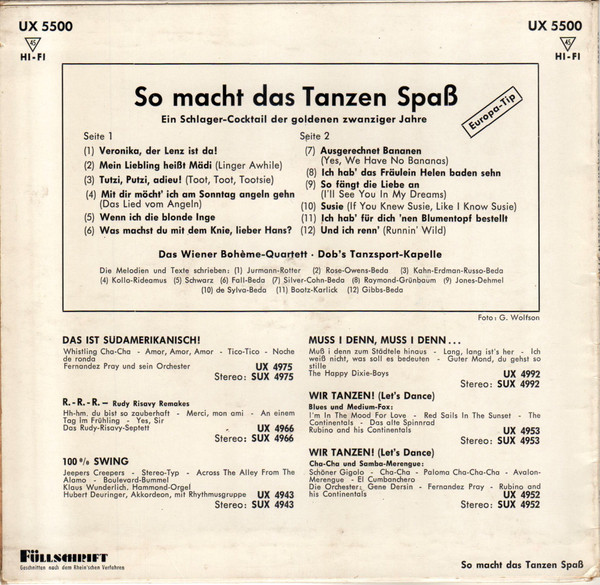 UX 5500
UX 5500
45
45
HI-FI
HI-FI
So macht das Tanzen Spaß
Ein Schlager-Cocktail der goldenen zwanziger Jahre
Europa-Tip
Seite 1
(1) Veronika, der Lenz ist da!
(2) Mein Liebling heißt Mädi (Linger Awhile)
(3) Tutzi, Putzi, adieu! (Toot, Toot, Tootsie)
(4) Mit dir möcht' ich am Sonntag angeln gehn
(Das Lied vom Angeln)
(5) Wenn ich die blonde Inge
(6) Was machst du mit dem Knie, lieber Hans?
Seite 2
(7) Ausgerechnet Bananen
(Yes, We Have No Bananas)
(8) Ich hab' das Fräulein Helen baden sehn
(9) So fängt die Liebe an
(I'll See You In My Dreams)
(10) Susie (If You Knew Susie, Like I Know Susie)
(11) Ich hab' für dich 'nen Blumentopf bestellt
(12) Und ich renn' (Runnin' Wild)
Das Wiener Bohème-Quartett · Dob's Tanzsport-Kapelle
Die Melodien und Texte schrieben: (1) Jurmann-Rotter (2) Rose-Owens-Beda (3) Kahn-Erdman-Russo-Beda
(4) Kollo-Rideamus (5) Schwarz (6) Fall-Beda (7) Silver-Cohn-Beda (8) Raymond-Grünbaum (9) Jones-Dehmel
(10) de Sylva-Beda (11) Bootz-Karlick (12) Gibbs-Beda
Foto: G. Wolfson
DAS IST SUDAMERIKANISCH!
Whistling Cha-Cha - Amor, Amor, Amor - Tico-Tico - Noche
de ronda
Fernandez Pray und sein Orchester UX 4975
Stereo: SUX 4975
R.-R.-R.- Rudy Risavy Remakes
Hh-hm. du bist so zauberhaft - Merci, mon ami - An einem
Tag im Frühling - Yes, Sir
Das Rudy-Risavy-Septett UX 4966
Stereo: SUX 4966
100% SWING
Jeepers Creepers - Stereo-Typ - Across The Alley From The
Alamo - Boulevard-Bummel
Klaus Wunderlich. Hammond-Orgel
Hubert Deuringer, Akkordeon, mit Rhythmusgruppe UX 4943
Stereo: SUX 4943
MUSS I DENN, MUSS I DENN...
Muß i denn zum Städtele hinaus - Lang, lang ist's her - Ich
weiß nicht, was soll es bedeuten - Guter Mond, du gehst so
stille
The Happy Dixie-Boys UX 4992
Stereo: SUX 4992
WIR TANZEN! (Let's Dance)
Blues und Medium-Fox:
I'm In The Mood For Love - Red Sails In The Sunset - The
Continental - Das alte Spinnrad
Rubino and his Continentals UX 4953
Stereo: SUX 4953
WIR TANZEN! (Let's Dance)
Cha-Cha und Samba-Merengue:
Schöner Gigolo - Cha-Cha - Paloma Cha-Cha-Cha - Avalon-
Merengue - El Cumbanchero
Die Orchester: Gene Dersin - Fernandez Pray - Rubino and
his Continentals UX 4952
Stereo: SUX 4952
FÜLLSCHRIFT
Geschnitten nach dem Rhein'schen Verfahren
So macht das Tanzen Spaß